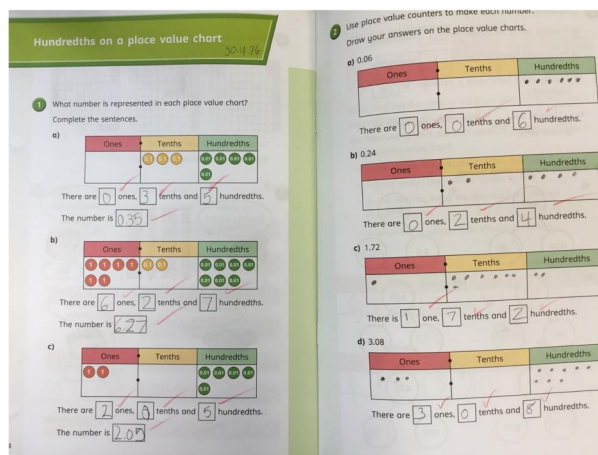 Hundredths on a place value chart
30.4.76
1 What number is represented in each place value chart?
Complete the sentences.
a)
Ones Tenths Hundredths
0.1 0.1 0.1 0.01 0.01 0.01 0.01
0.01
There are 0 ones, 3 tenths and 5 hundredths.
The number is 0.35
b)
Ones Tenths Hundredths
1 1 1 1 0.1 0.1 0.01 0.01 0.01 0.01
1 1 0.01 0.01 0.01
There are 6 ones, 2 tenths and 7 hundredths.
The number is 6.27
c)
Ones Tenths Hundredths
1 1 0.01 0.01 0.01 0.01
0.01
There are 2 ones, 0 tenths and 5 hundredths.
The number is 2.05
2 Use place value counters to make each number.
Draw your answers on the place value charts.
a) 0.06
Ones Tenths Hundredths
There are 0 ones, 0 tenths and 6 hundredths.
b) 0.24
Ones Tenths Hundredths
There are 0 ones, 2 tenths and 4 hundredths.
c) 1.72
Ones Tenths Hundredths
There is 1 one, 7 tenths and 2 hundredths.
d) 3.08
Ones Tenths Hundredths
There are 3 ones, 0 tenths and 8 hundredths.